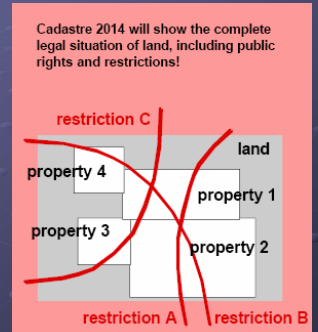 Cadastre 2014 will show the complete
legal situation of land, including public
rights and restrictions!
restriction C
land
property 4
property 1
property 3
property 2
restriction A
restriction B